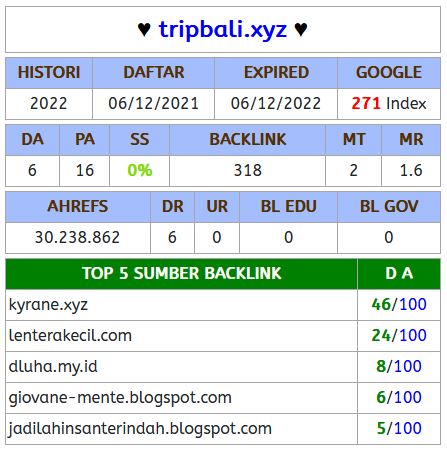 ♥ tripbali.xyz ♥
HISTORI DAFTAR EXPIRED GOOGLE
2022 06/12/2021 06/12/2022 271 Index
DA PA SS BACKLINK MT MR
6 16 0% 318 2 1.6
AHREFS DR UR BL EDU BL GOV
30.238.862 6 0 0 0
TOP 5 SUMBER BACKLINK D A
kyrane.xyz 46/100
lenterakecil.com 24/100
dluha.my.id 8/100
giovane-mente.blogspot.com 6/100
jadilahinsanterindah.blogspot.com 5/100